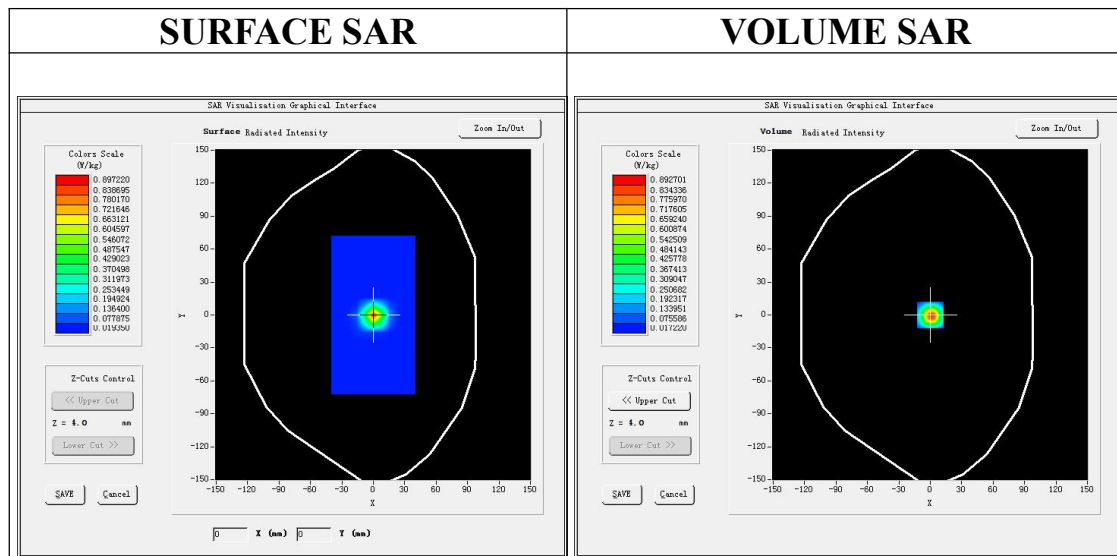 SURFACE SAR
VOLUME SAR
SAR Visualisation Graphical Interface
Surface Radiated Intensity
Zoom In/Out
Colors Scale
(W/kg)
0.897220
0.838695
0.780170
0.721646
0.663121
0.604597
0.546072
0.487547
0.429023
0.370498
0.311973
0.253449
0.194924
0.136400
0.077875
0.019350
Z-Cuts Control
<< Upper Cut
Z = 4.0 mm
Lower Cut >>
SAVE
Cancel
150
120
90
60
30
0
-30
-60
-90
-120
-150
Y
-150 -120 -90 -60 -30 0 30 60 90 120 150
X
0 X (mm) 0 Y (mm)
SAR Visualisation Graphical Interface
Volume Radiated Intensity
Zoom In/Out
Colors Scale
(W/kg)
0.892701
0.834336
0.775970
0.717605
0.659240
0.600874
0.542509
0.484143
0.425778
0.367413
0.309047
0.250682
0.192317
0.133951
0.075586
0.017220
Z-Cuts Control
<< Upper Cut
Z = 4.0 mm
Lower Cut >>
SAVE
Cancel
150
120
90
60
30
0
-30
-60
-90
-120
-150
Y
-150 -120 -90 -60 -30 0 30 60 90 120 150
X